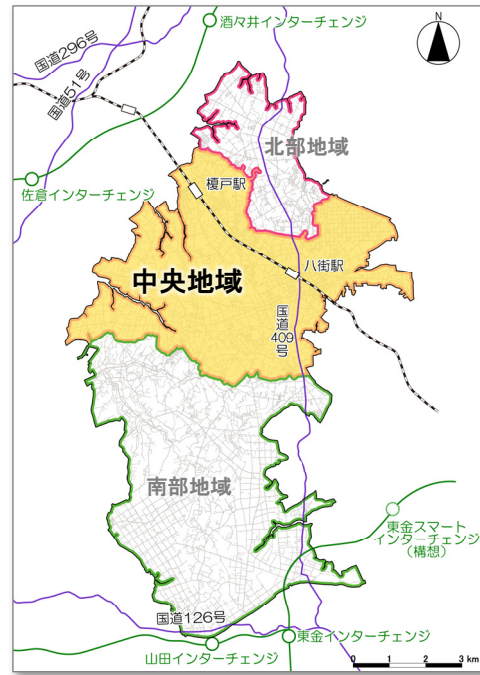 酒々井インターチェンジ
N
国道296号
国道51号
北部地域
榎戸駅
佐倉インターチェンジ
八街駅
中央地域
国道
409
号
南部地域
東金スマート
インターチェンジ
(構想)
国道126号
東金インターチェンジ
山田インターチェンジ
0 1 2 3 km